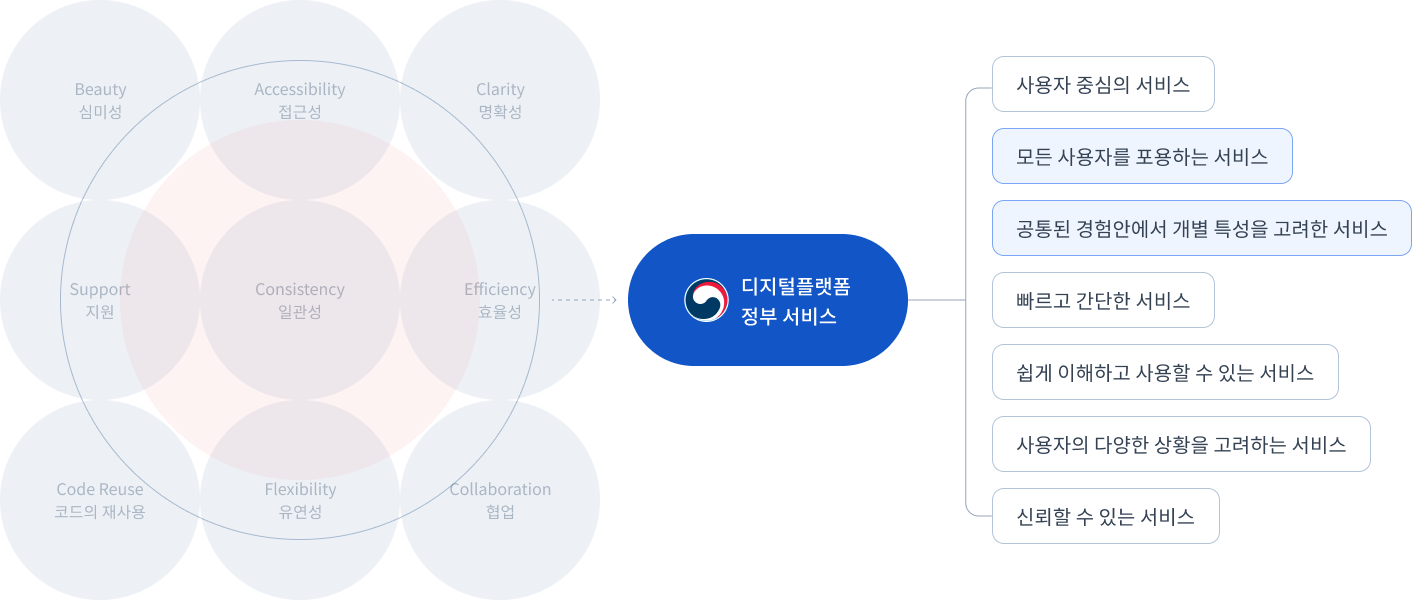 Beauty
심미성
Accessibility
접근성
Clarity
명확성
Support
지원
Consistency
일관성
Efficiency
효율성
Code Reuse
코드의 재사용
Flexibility
유연성
Collaboration
협업
디지털플랫폼
정부 서비스
사용자 중심의 서비스
모든 사용자를 포용하는 서비스
공통된 경험안에서 개별 특성을 고려한 서비스
빠르고 간단한 서비스
쉽게 이해하고 사용할 수 있는 서비스
사용자의 다양한 상황을 고려하는 서비스
신뢰할 수 있는 서비스